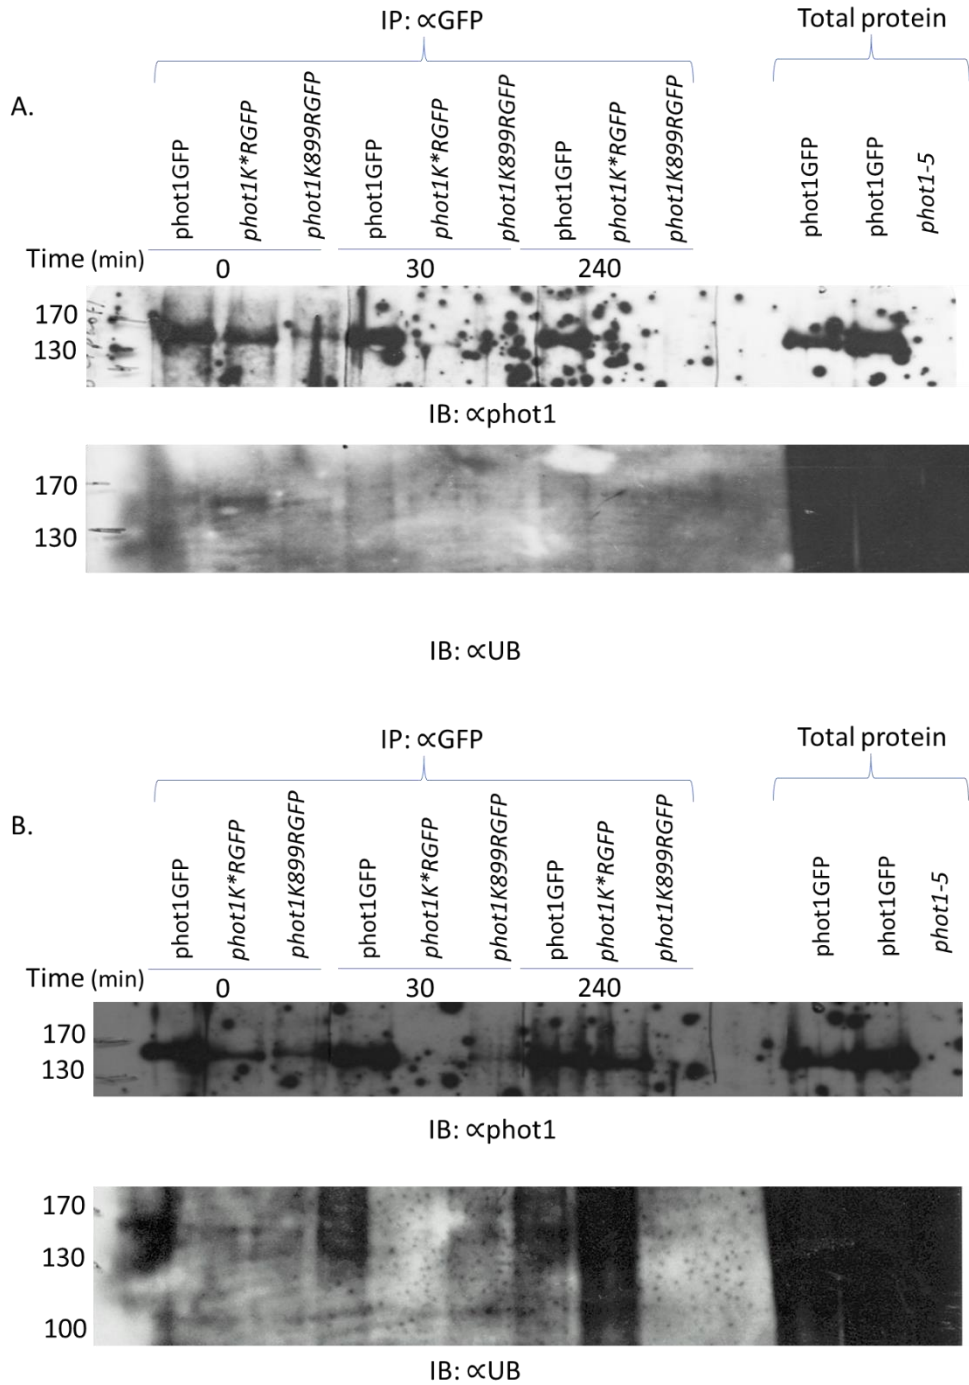 IP: ∝GFP
Total protein
A.
phot1GFP
phot1K*RGFP
phot1K899RGFP
phot1GFP
phot1K*RGFP
phot1K899RGFP
phot1GFP
phot1K*RGFP
phot1K899RGFP
phot1GFP
phot1GFP
phot1-5
Time (min)
0
30
240
170
130
IB: ∝phot1
170
130
IB: ∝UB
IP: ∝GFP
Total protein
B.
phot1GFP
phot1K*RGFP
phot1K899RGFP
phot1GFP
phot1K*RGFP
phot1K899RGFP
phot1GFP
phot1K*RGFP
phot1K899RGFP
phot1GFP
phot1GFP
phot1-5
Time (min)
0
30
240
170
130
IB: ∝phot1
170
130
100
IB: ∝UB